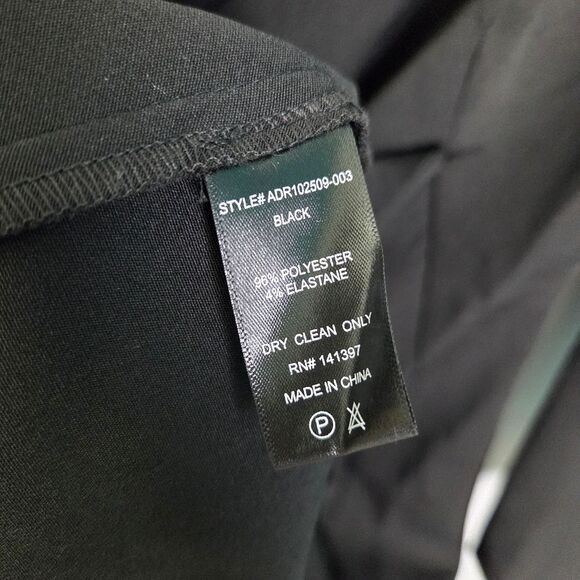 STYLE# ADR102509-003
BLACK
96% POLYESTER
4% ELASTANE
DRY CLEAN ONLY
RN# 141397
MADE IN CHINA
P